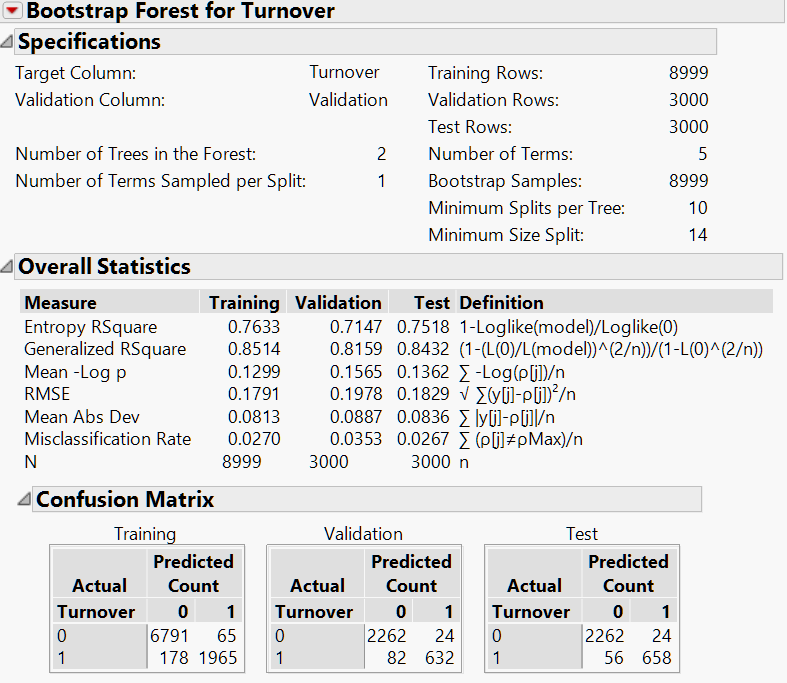 Bootstrap Forest for Turnover
Specifications
Target Column: Turnover Training Rows: 8999
Validation Column: Validation Validation Rows: 3000
Test Rows: 3000
Number of Trees in the Forest: 2 Number of Terms: 5
Number of Terms Sampled per Split: 1 Bootstrap Samples: 8999
Minimum Splits per Tree: 10
Minimum Size Split: 14
Overall Statistics
Measure Training Validation Test Definition
Entropy RSquare 0.7633 0.7147 0.7518 1-Loglike(model)/Loglike(0)
Generalized RSquare 0.8514 0.8159 0.8432 (1-(L(0)/L(model))^(2/n))/(1-L(0)^(2/n))
Mean -Log p 0.1299 0.1565 0.1362 ∑ -Log(ρ[j])/n
RMSE 0.1791 0.1978 0.1829 √ ∑(y[j]-ρ[j])²/n
Mean Abs Dev 0.0813 0.0887 0.0836 ∑ |y[j]-ρ[j]|/n
Misclassification Rate 0.0270 0.0353 0.0267 ∑ (ρ[j]≠ρMax)/n
N 8999 3000 3000 n
Confusion Matrix
Training Validation Test
Predicted Predicted Predicted
Actual Count Actual Count Actual Count
Turnover 0 1 Turnover 0 1 Turnover 0 1
0 6791 65 0 2262 24 0 2262 24
1 178 1965 1 82 632 1 56 658